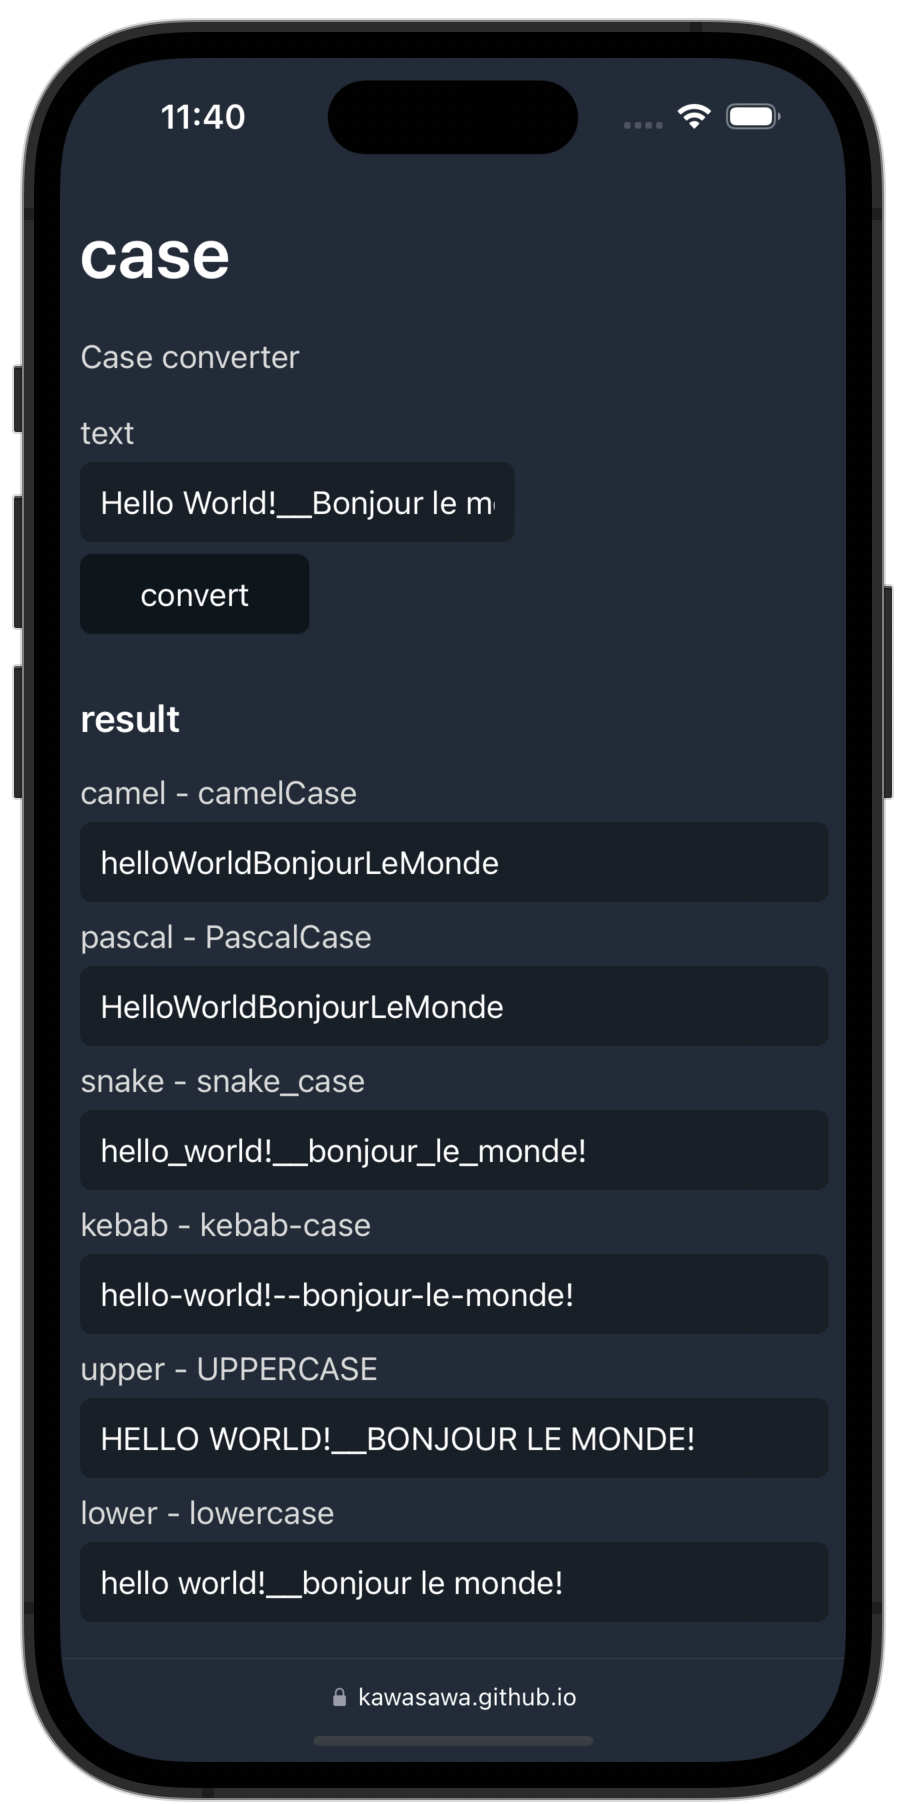 11:40
case
Case converter
text
Hello World!__Bonjour le m
convert
result
camel - camelCase
helloWorldBonjourLeMonde
pascal - PascalCase
HelloWorldBonjourLeMonde
snake - snake_case
hello_world!__bonjour_le_monde!
kebab - kebab-case
hello-world!--bonjour-le-monde!
upper - UPPERCASE
HELLO WORLD!__BONJOUR LE MONDE!
lower - lowercase
hello world!__bonjour le monde!
kawasawa.github.io